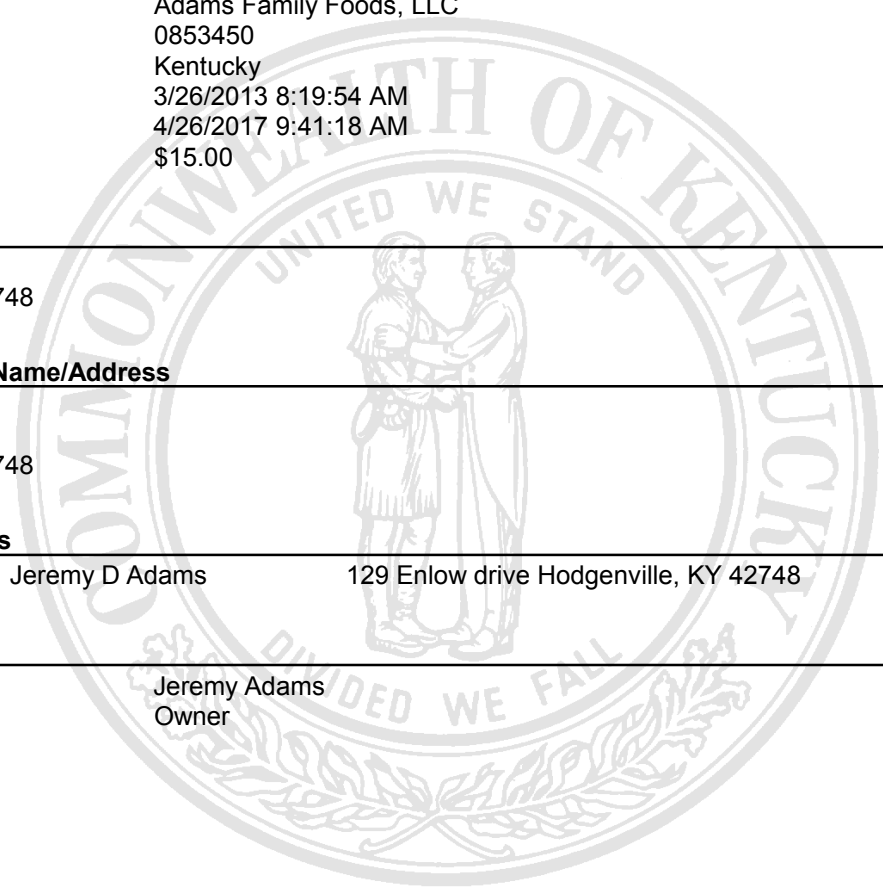 Adams Family Foods, LLC
0853450
Kentucky
3/26/2013 8:19:54 AM
4/26/2017 9:41:18 AM
$15.00
748
Name/Address
748
s
Jeremy D Adams 129 Enlow drive Hodgenville, KY 42748
Jeremy Adams
Owner
COMMONWEALTH OF KENTUCKY
UNITED WE STAND
DIVIDED WE FALL